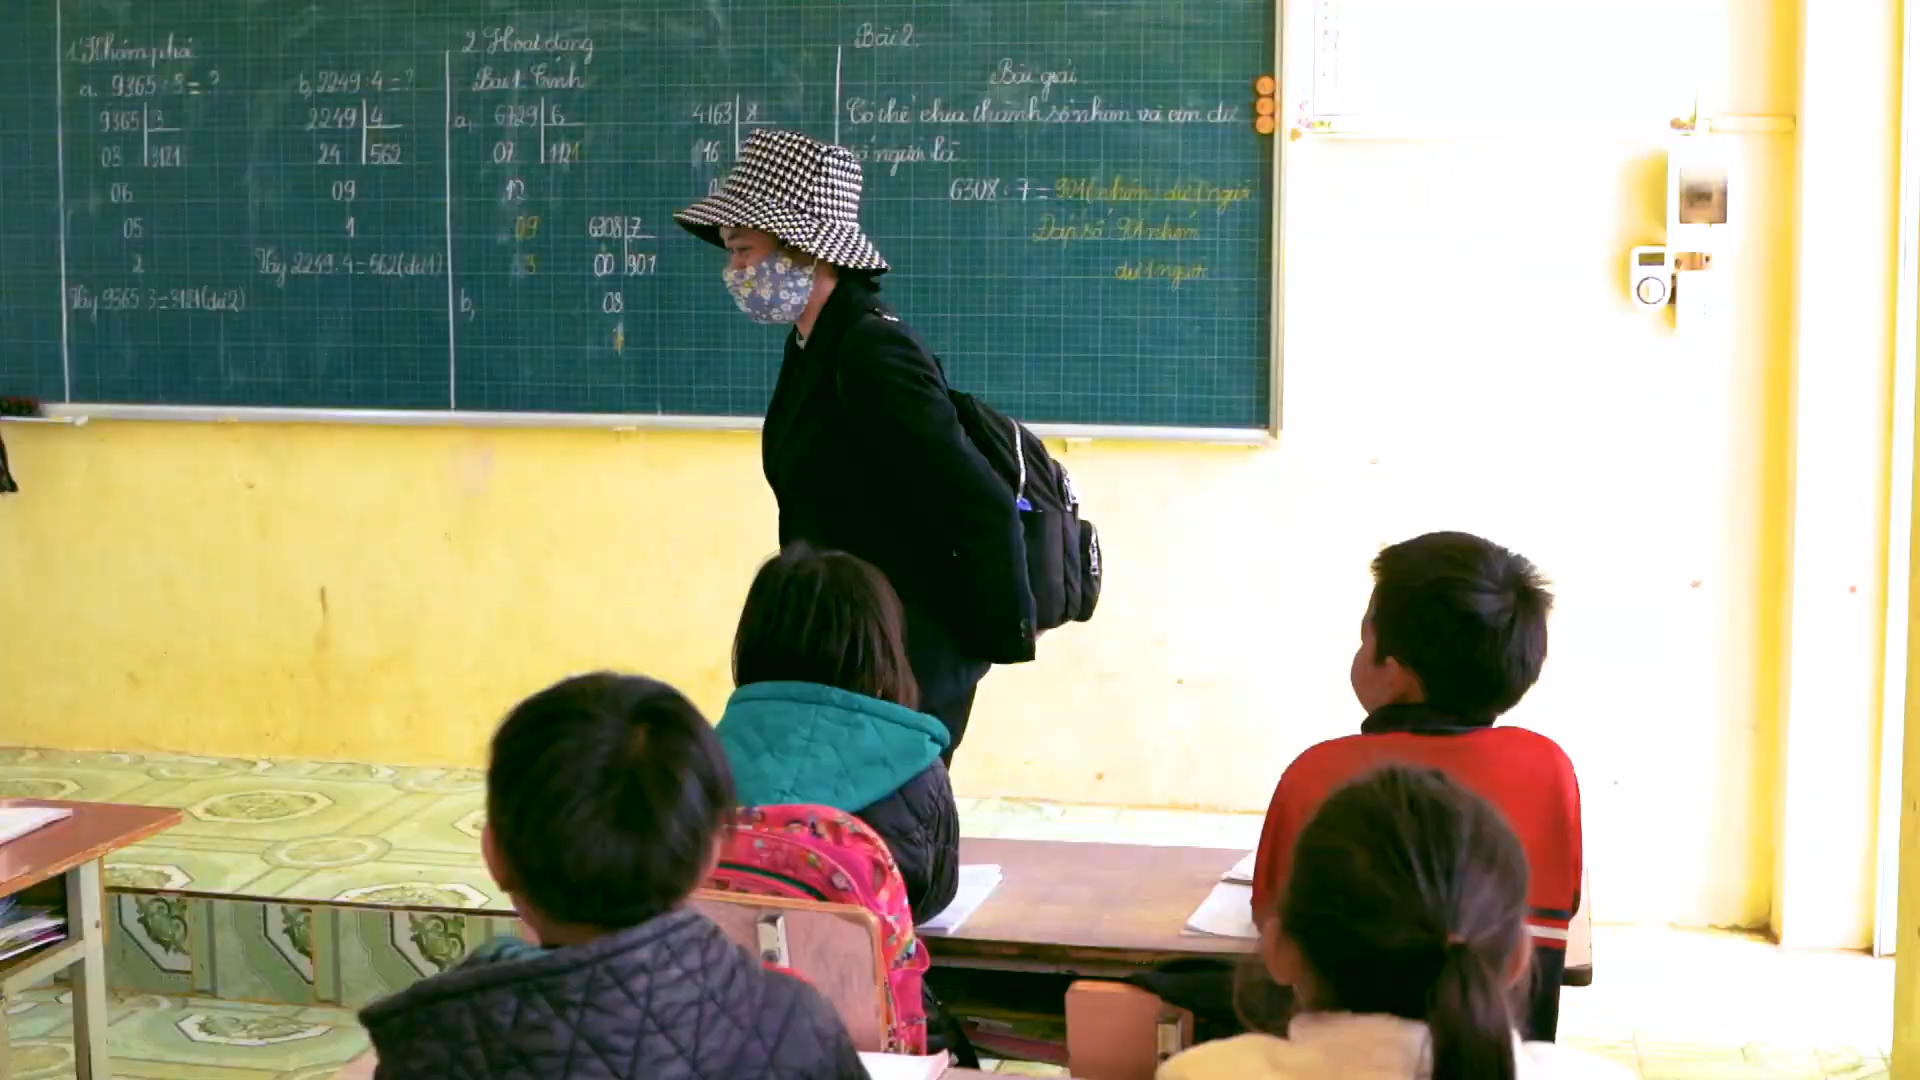 1. Khám phá
a. 9365 : 3 = ?
9365 3
03 3121
06
05
2
Vậy 9365 : 3 = 3121 (dư 2)
b, 2249 : 4 = ?
2249 4
24 562
09
1
Vậy 2249 : 4 = 562 (dư 1)
2. Hoạt động
Bài 1: Tính
a, 6729 6
07 1121
12
09
3
4163 8
16
b,
6308 7
00 901
08
1
Bài 2:
Bài giải
Có thể chia thành số nhóm và còn dư
số người là
6308 : 7 = 901 (nhóm) dư 1 người
Đáp số 901 nhóm
dư 1 người